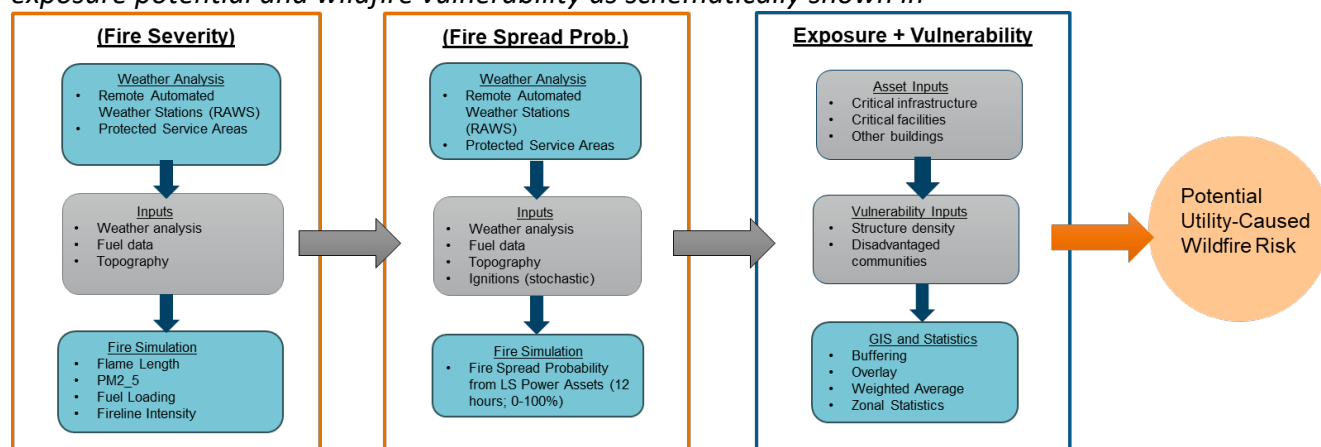 exposure potential and wildfire vulnerability as schematically shown in
(Fire Severity)
Weather Analysis
• Remote Automated
Weather Stations (RAWS)
• Protected Service Areas
Inputs
• Weather analysis
• Fuel data
• Topography
Fire Simulation
• Flame Length
• PM2_5
• Fuel Loading
• Fireline Intensity
(Fire Spread Prob.)
Weather Analysis
• Remote Automated
Weather Stations
(RAWS)
• Protected Service Areas
Inputs
• Weather analysis
• Fuel data
• Topography
• Ignitions (stochastic)
Fire Simulation
• Fire Spread Probability
from LS Power Assets (12
hours; 0-100%)
Exposure + Vulnerability
Asset Inputs
• Critical infrastructure
• Critical facilities
• Other buildings
Vulnerability Inputs
• Structure density
• Disadvantaged
communities
GIS and Statistics
• Buffering
• Overlay
• Weighted Average
• Zonal Statistics
Potential
Utility-Caused
Wildfire Risk